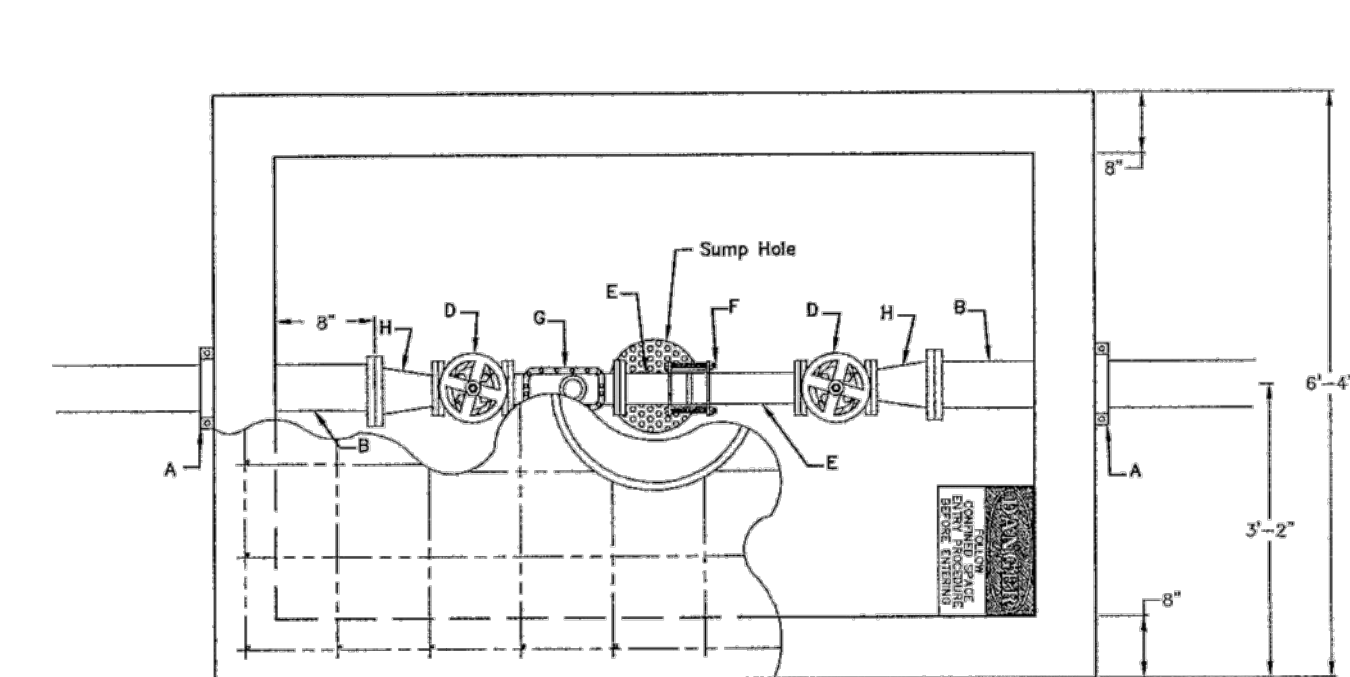 8"
Sump Hole
E
F
D
G
D
H
B
8"
H
6'-4"
B
E
A
A
3'-2"
DANGER
FOLLOW
CONFINED SPACE
ENTRY PROCEDURE
BEFORE ENTERING
8"